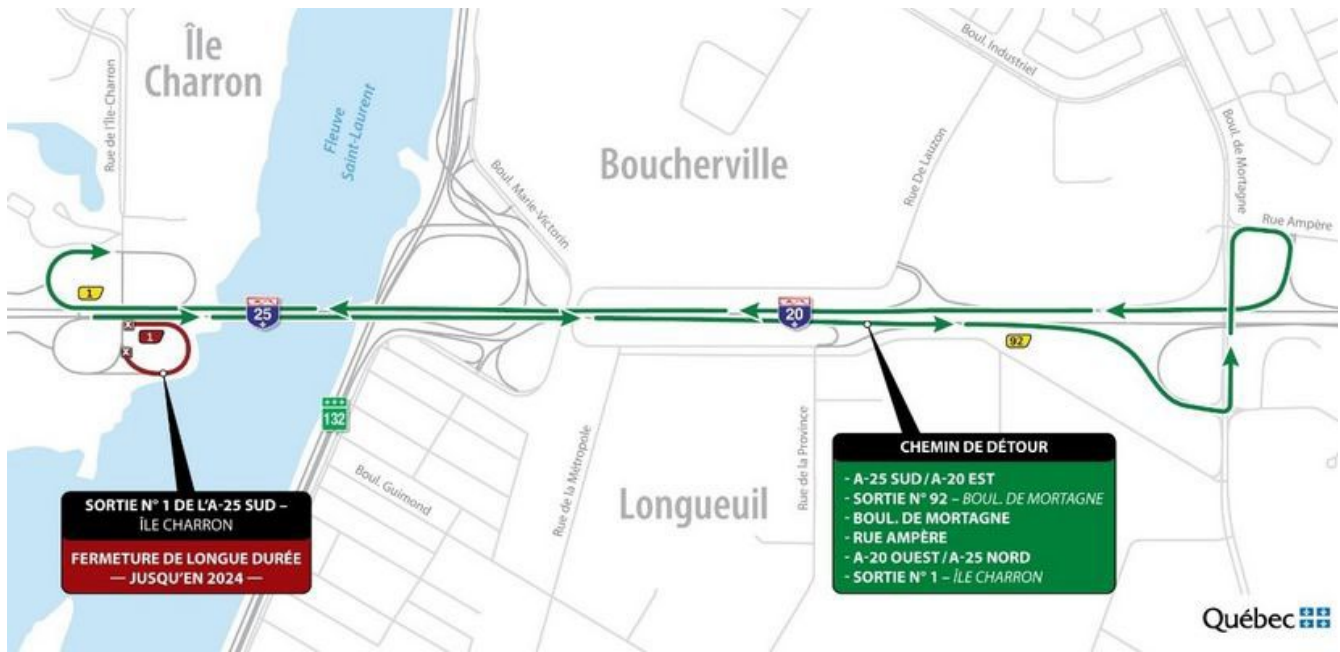 Île
Charron
Rue de l'Île-Charron
Fleuve
Saint-Laurent
Boul. Marie-Victorin
Boucherville
Boul. Industriel
Rue De Lauzon
Boul. de Mortagne
Rue Ampère
1
25
20
1
92
132
Boul. Guimond
Rue de la Métropole
Longueuil
Rue de la Province
SORTIE N° 1 DE L'A-25 SUD –
ÎLE CHARRON
FERMETURE DE LONGUE DURÉE
— JUSQU'EN 2024 —
CHEMIN DE DÉTOUR
- A-25 SUD / A-20 EST
- SORTIE N° 92 – BOUL. DE MORTAGNE
- BOUL. DE MORTAGNE
- RUE AMPÈRE
- A-20 OUEST / A-25 NORD
- SORTIE N° 1 – ÎLE CHARRON
Québec